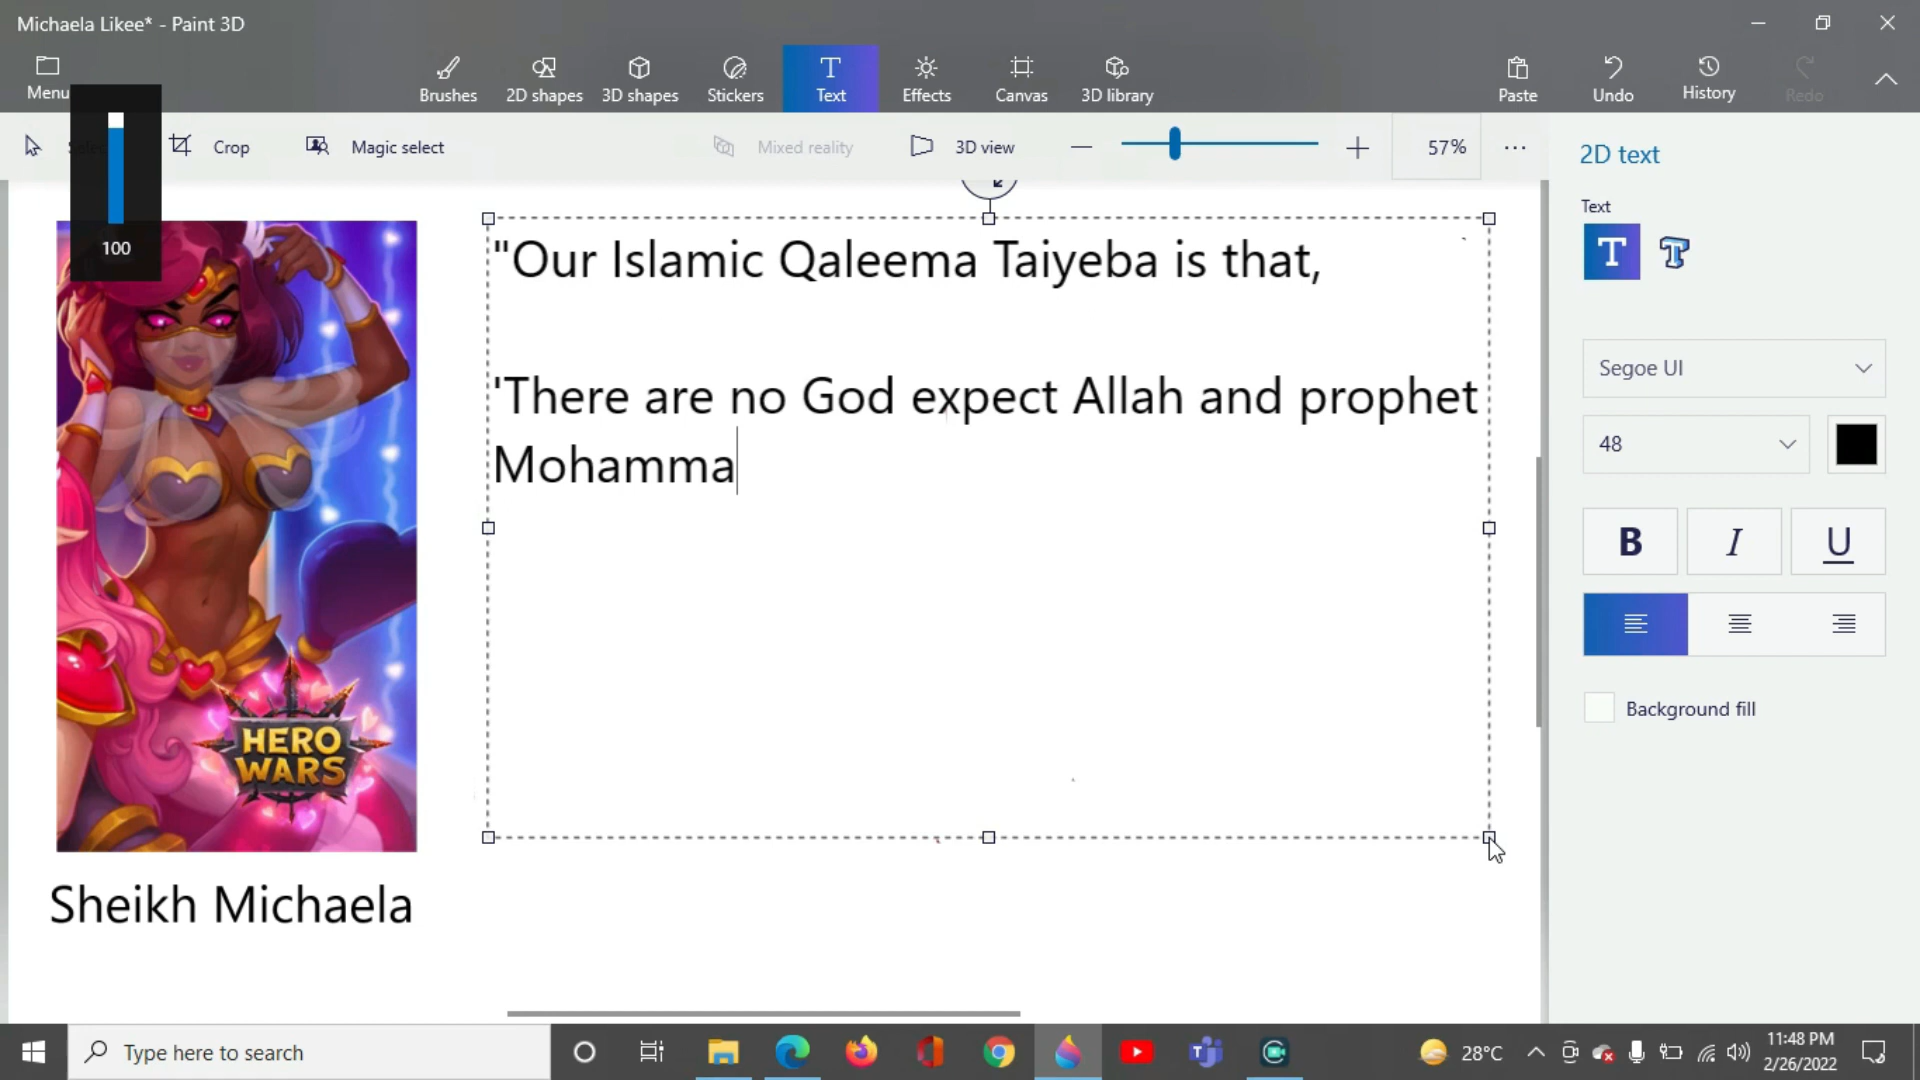 Michaela Likee* - Paint 3D
Menu
Brushes
2D shapes
3D shapes
Stickers
Text
Effects
Canvas
3D library
Paste
Undo
History
Redo
Crop
Magic select
Mixed reality
3D view
57%
100
2D text
Text
Segoe UI
48
B
I
U
Background fill
"Our Islamic Qaleema Taiyeba is that,
'There are no God expect Allah and prophet
Mohamma
HERO
WARS
Sheikh Michaela
Type here to search
28°C
11:48 PM
2/26/2022